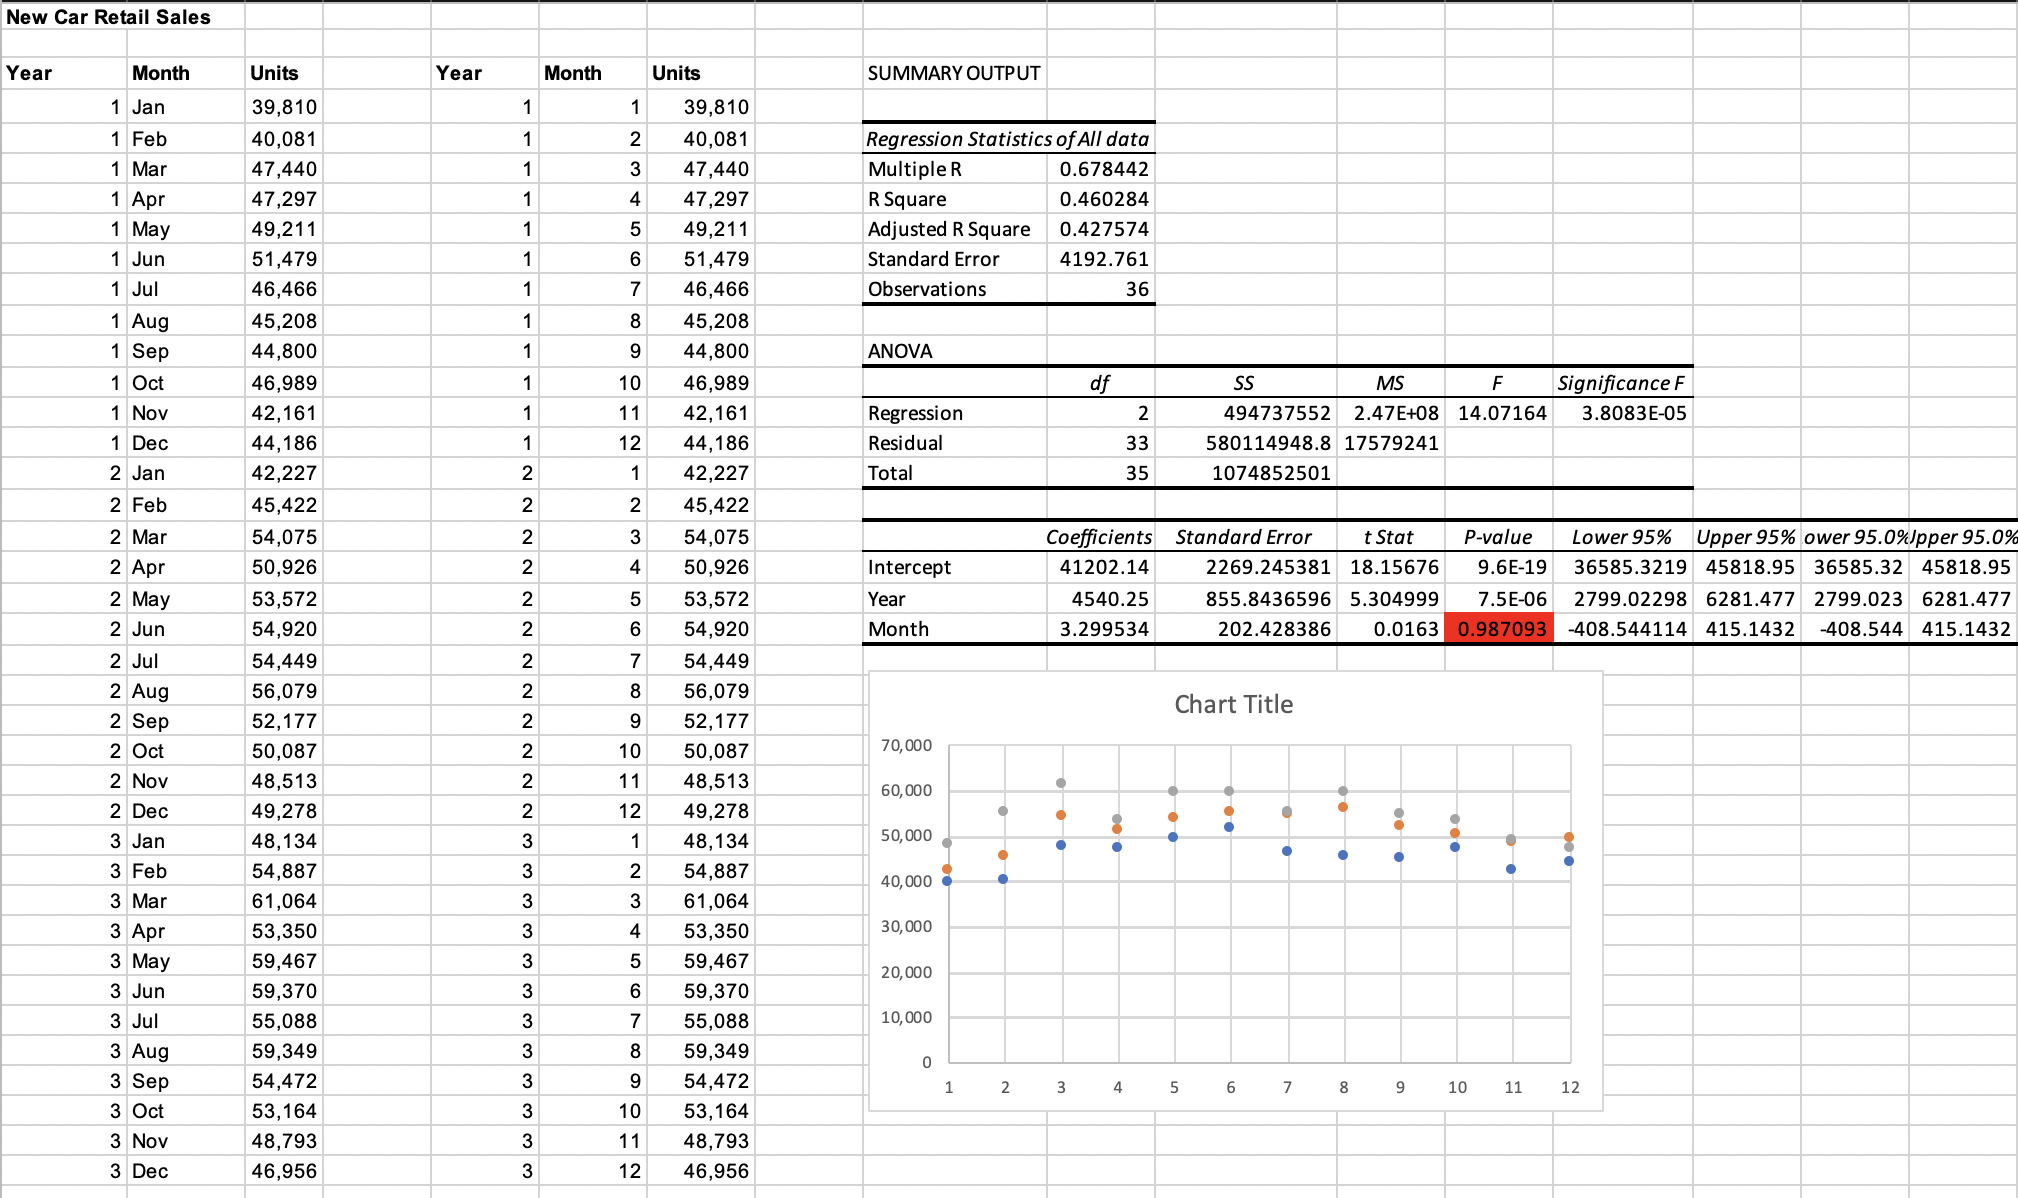 New Car Retail Sales
Year Month Units Year Month Units SUMMARY OUTPUT
1 Jan 39,810 1 1 39,810
1 Feb 40,081 1 2 40,081 Regression Statistics of All data
1 Mar 47,440 1 3 47,440 Multiple R 0.678442
1 Apr 47,297 1 4 47,297 R Square 0.460284
1 May 49,211 1 5 49,211 Adjusted R Square 0.427574
1 Jun 51,479 1 6 51,479 Standard Error 4192.761
1 Jul 46,466 1 7 46,466 Observations 36
1 Aug 45,208 1 8 45,208
1 Sep 44,800 1 9 44,800 ANOVA
1 Oct 46,989 1 10 46,989 df SS MS F Significance F
1 Nov 42,161 1 11 42,161 Regression 2 494737552 2.47E+08 14.07164 3.8083E-05
1 Dec 44,186 1 12 44,186 Residual 33 580114948.8 17579241
2 Jan 42,227 2 1 42,227 Total 35 1074852501
2 Feb 45,422 2 2 45,422
2 Mar 54,075 2 3 54,075 Coefficients Standard Error t Stat P-value Lower 95% Upper 95% ower 95.0% Upper 95.0%
2 Apr 50,926 2 4 50,926 Intercept 41202.14 2269.245381 18.15676 9.6E-19 36585.3219 45818.95 36585.32 45818.95
2 May 53,572 2 5 53,572 Year 4540.25 855.8436596 5.304999 7.5E-06 2799.02298 6281.477 2799.023 6281.477
2 Jun 54,920 2 6 54,920 Month 3.299534 202.428386 0.0163 0.987093 -408.544114 415.1432 -408.544 415.1432
2 Jul 54,449 2 7 54,449
2 Aug 56,079 2 8 56,079
2 Sep 52,177 2 9 52,177
2 Oct 50,087 2 10 50,087
2 Nov 48,513 2 11 48,513
2 Dec 49,278 2 12 49,278
3 Jan 48,134 3 1 48,134
3 Feb 54,887 3 2 54,887
3 Mar 61,064 3 3 61,064
3 Apr 53,350 3 4 53,350
3 May 59,467 3 5 59,467
3 Jun 59,370 3 6 59,370
3 Jul 55,088 3 7 55,088
3 Aug 59,349 3 8 59,349
3 Sep 54,472 3 9 54,472
3 Oct 53,164 3 10 53,164
3 Nov 48,793 3 11 48,793
3 Dec 46,956 3 12 46,956
Chart Title
70,000
60,000
50,000
40,000
30,000
20,000
10,000
0
1 2 3 4 5 6 7 8 9 10 11 12